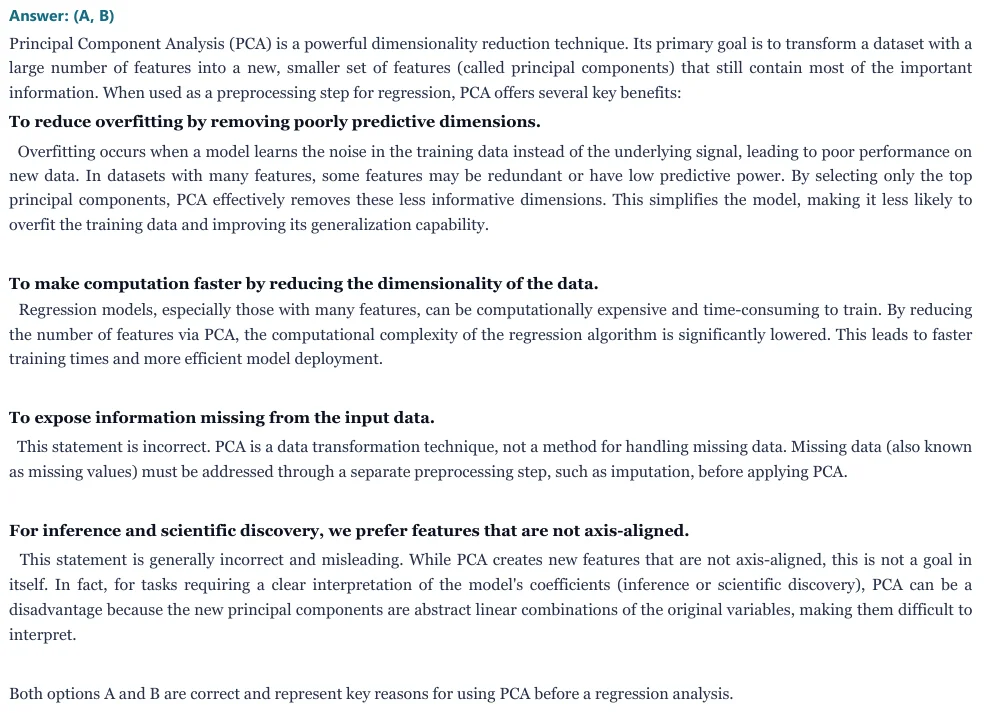 Answer: (A, B)
Principal Component Analysis (PCA) is a powerful dimensionality reduction technique. Its primary goal is to transform a dataset with a
large number of features into a new, smaller set of features (called principal components) that still contain most of the important
information. When used as a preprocessing step for regression, PCA offers several key benefits:
To reduce overfitting by removing poorly predictive dimensions.
Overfitting occurs when a model learns the noise in the training data instead of the underlying signal, leading to poor performance on
new data. In datasets with many features, some features may be redundant or have low predictive power. By selecting only the top
principal components, PCA effectively removes these less informative dimensions. This simplifies the model, making it less likely to
overfit the training data and improving its generalization capability.
To make computation faster by reducing the dimensionality of the data.
Regression models, especially those with many features, can be computationally expensive and time-consuming to train. By reducing
the number of features via PCA, the computational complexity of the regression algorithm is significantly lowered. This leads to faster
training times and more efficient model deployment.
To expose information missing from the input data.
This statement is incorrect. PCA is a data transformation technique, not a method for handling missing data. Missing data (also known
as missing values) must be addressed through a separate preprocessing step, such as imputation, before applying PCA.
For inference and scientific discovery, we prefer features that are not axis-aligned.
This statement is generally incorrect and misleading. While PCA creates new features that are not axis-aligned, this is not a goal in
itself. In fact, for tasks requiring a clear interpretation of the model's coefficients (inference or scientific discovery), PCA can be a
disadvantage because the new principal components are abstract linear combinations of the original variables, making them difficult to
interpret.
Both options A and B are correct and represent key reasons for using PCA before a regression analysis.